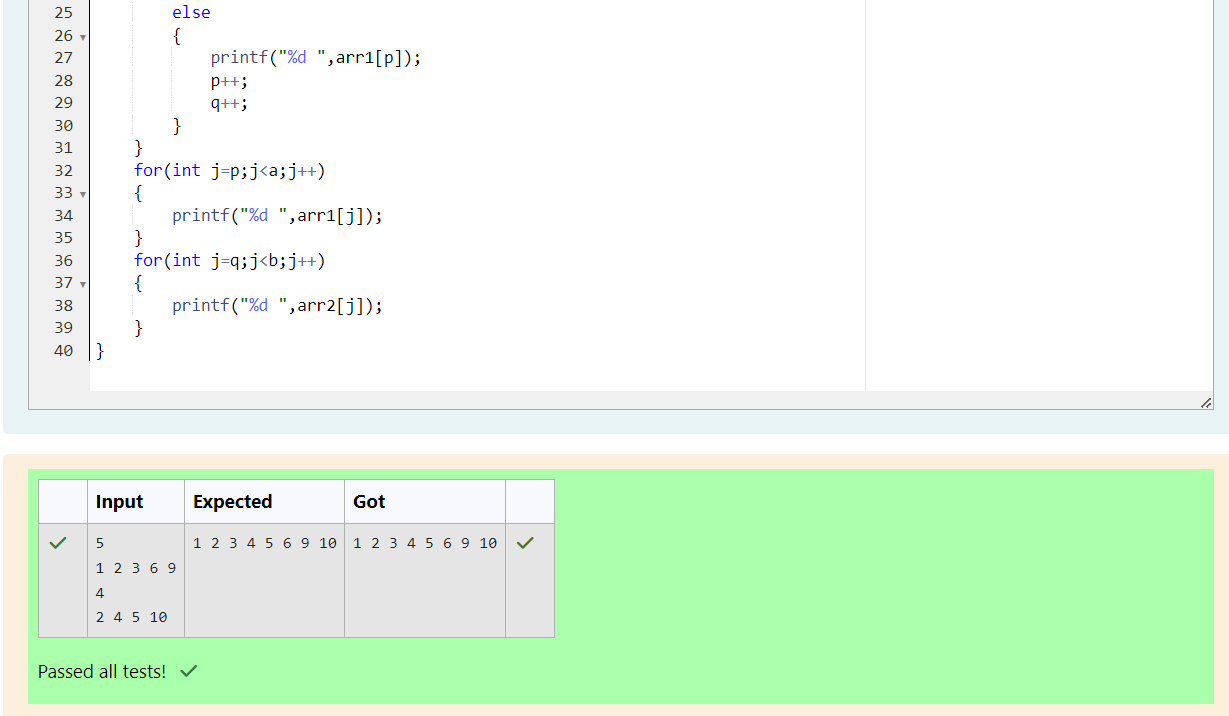 25 else
26 {
27 printf("%d ",arr1[p]);
28 p++;
29 q++;
30 }
31 }
32 for(int j=p;j<a;j++)
33 {
34 printf("%d ",arr1[j]);
35 }
36 for(int j=q;j<b;j++)
37 {
38 printf("%d ",arr2[j]);
39 }
40 }
Input Expected Got
5 1 2 3 4 5 6 9 10 1 2 3 4 5 6 9 10
1 2 3 6 9
4
2 4 5 10
Passed all tests!